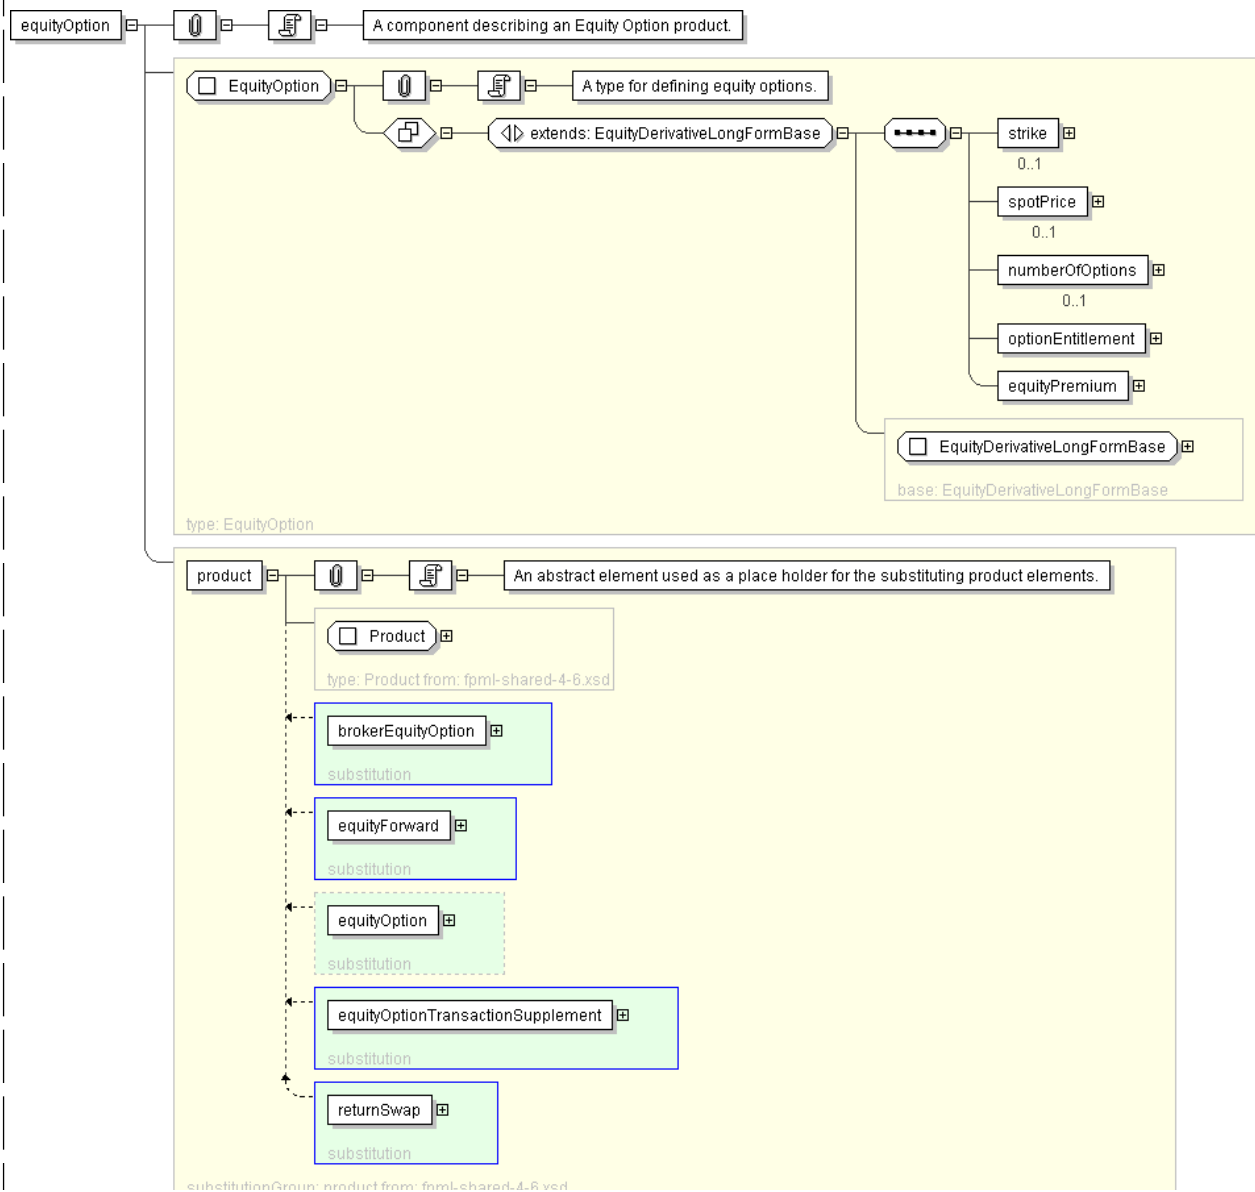 equityOption
A component describing an Equity Option product.
EquityOption
A type for defining equity options.
extends: EquityDerivativeLongFormBase
strike
0..1
spotPrice
0..1
numberOfOptions
0..1
optionEntitlement
equityPremium
EquityDerivativeLongFormBase
base: EquityDerivativeLongFormBase
type: EquityOption
product
An abstract element used as a place holder for the substituting product elements.
Product
type: Product from: fpml-shared-4-6.xsd
brokerEquityOption
substitution
equityForward
substitution
equityOption
substitution
equityOptionTransactionSupplement
substitution
returnSwap
substitution
substitutionGroup: product from: fpml-shared-4-6.xsd